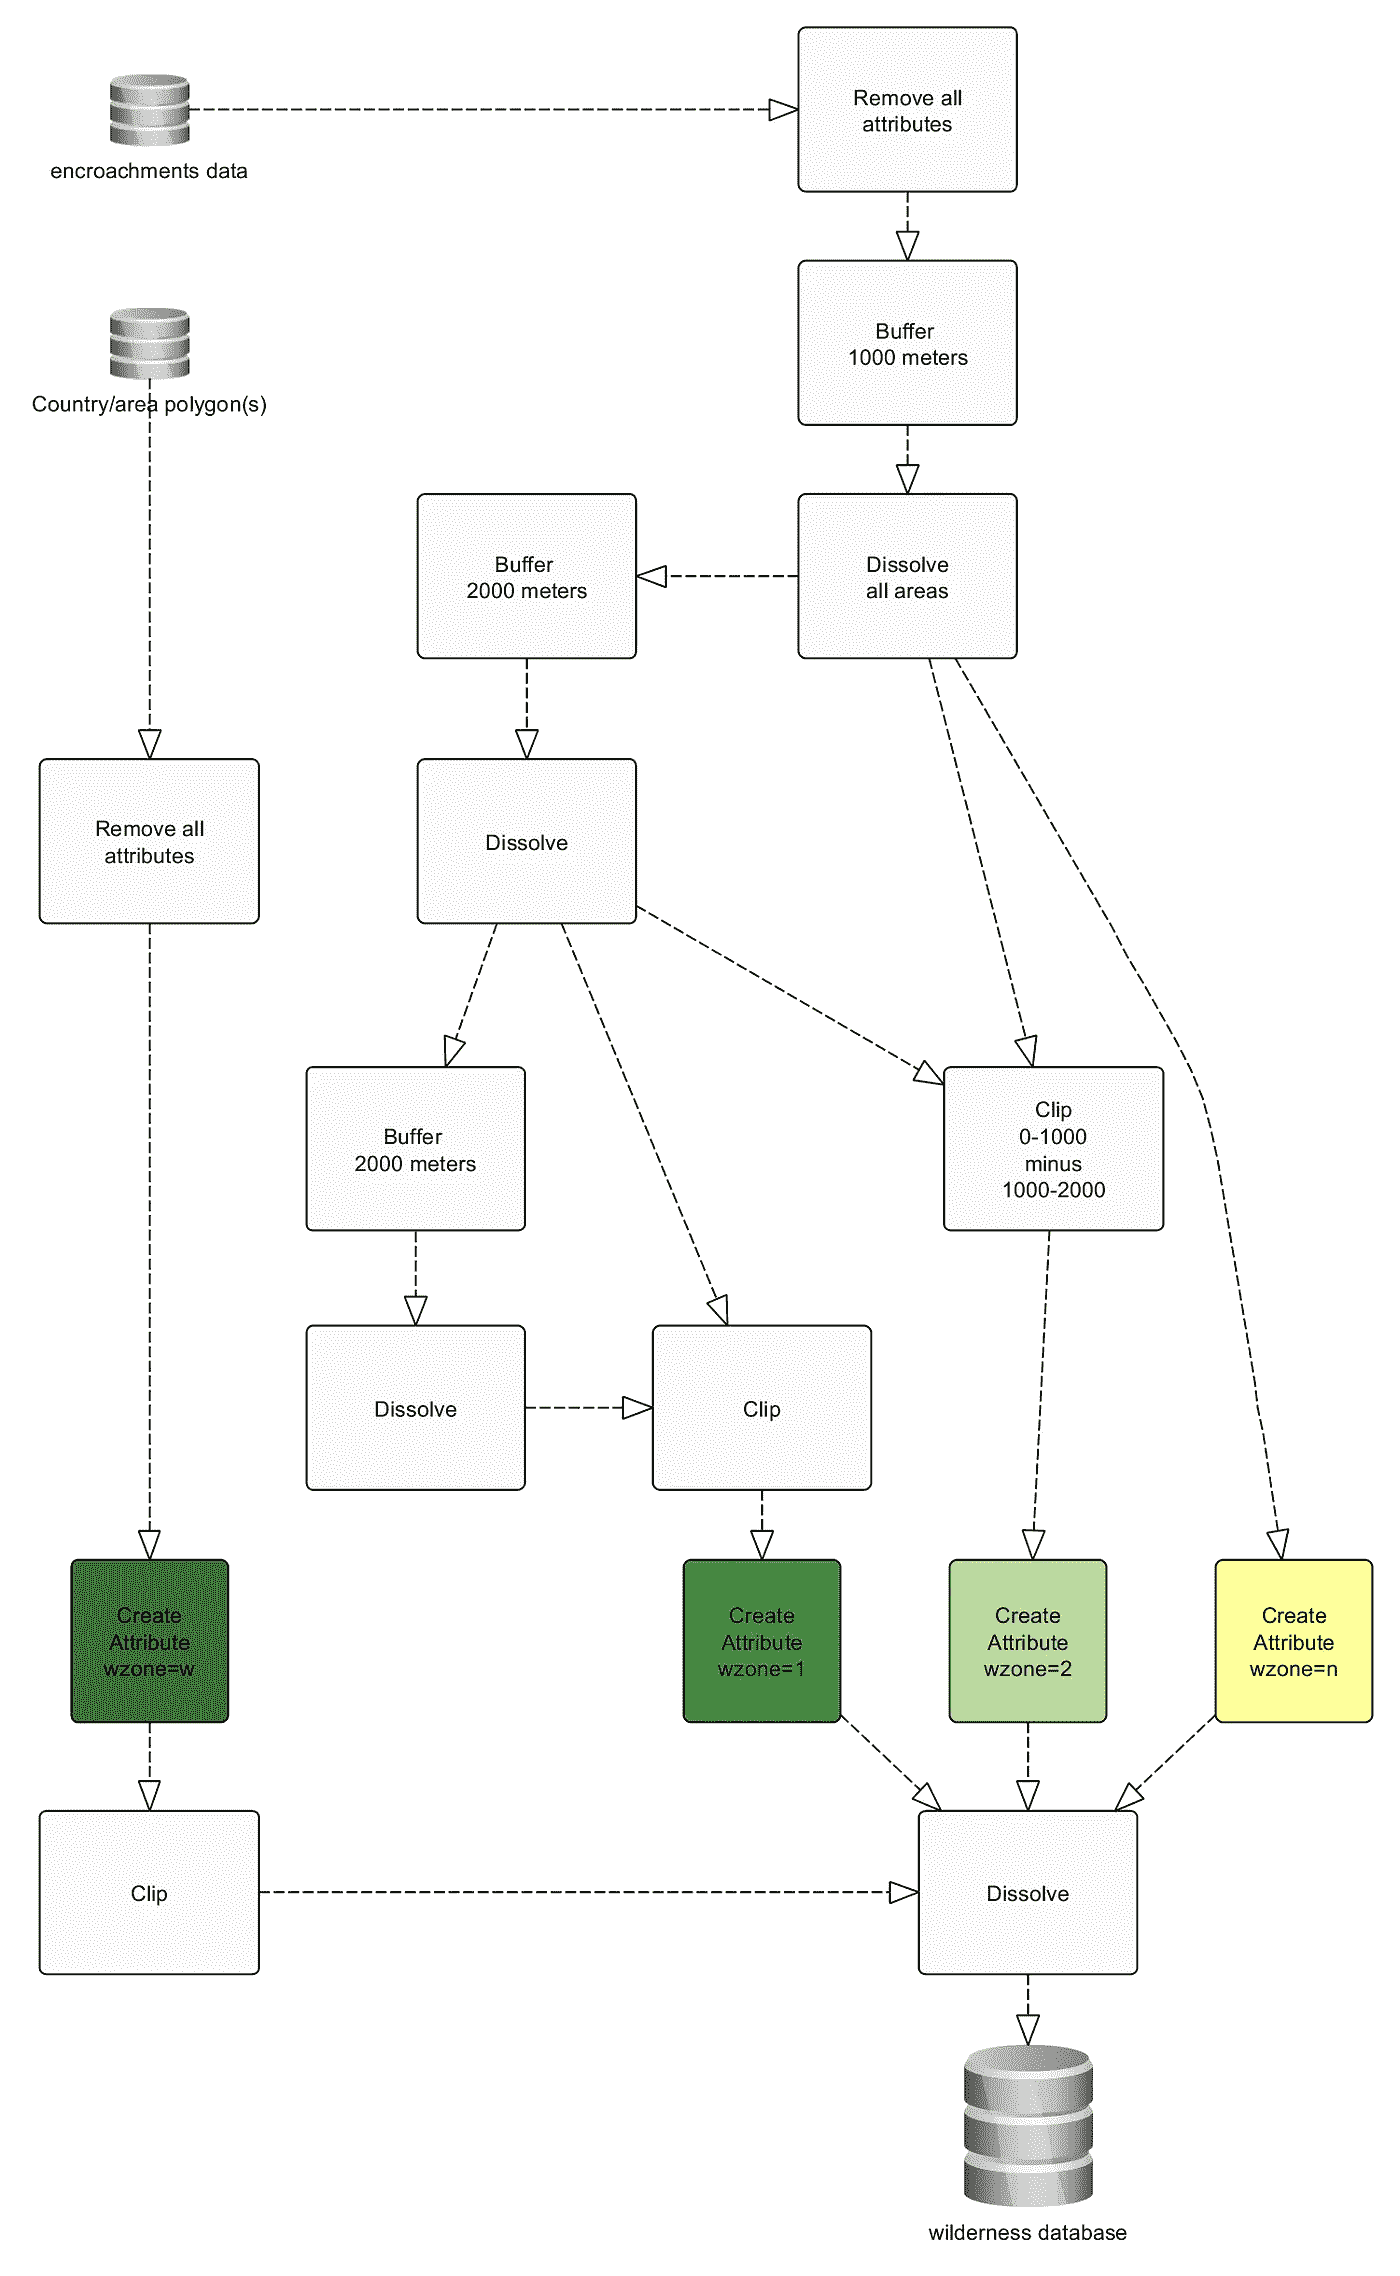 Remove all
attributes
encroachments data
Buffer
1000 meters
Country/area polygon(s)
Buffer
2000 meters
Dissolve
all areas
Remove all
attributes
Dissolve
Buffer
2000 meters
Clip
0-1000
minus
1000-2000
Dissolve
Clip
Create
Attribute
wzone=w
Create
Attribute
wzone=1
Create
Attribute
wzone=2
Create
Attribute
wzone=n
Clip
Dissolve
wilderness database